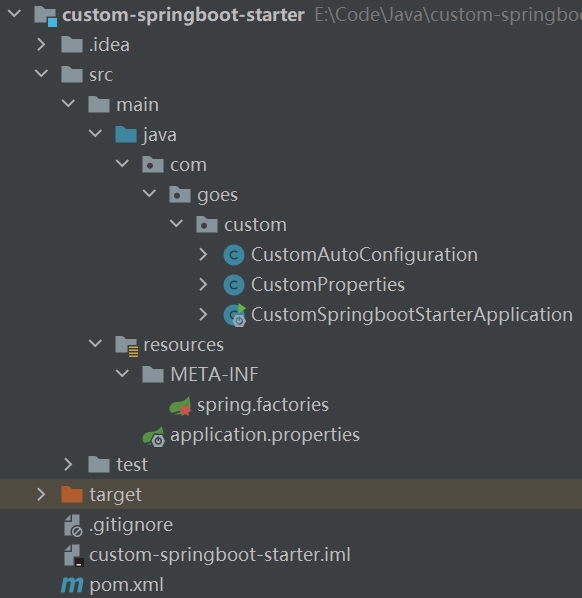 custom-springboot-starter E:\Code\Java\custom-springboo
.idea
src
main
java
com
goes
custom
CustomAutoConfiguration
CustomProperties
CustomSpringbootStarterApplication
resources
META-INF
spring.factories
application.properties
test
target
.gitignore
custom-springboot-starter.iml
pom.xml